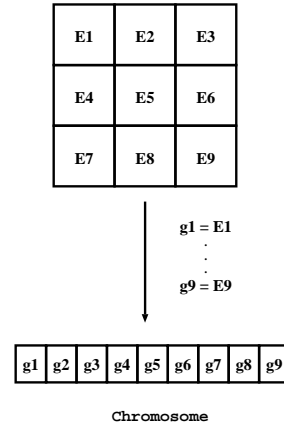 E1 E2 E3
E4 E5 E6
E7 E8 E9
g1 = E1
.
.
.
g9 = E9
g1 g2 g3 g4 g5 g6 g7 g8 g9
Chromosome